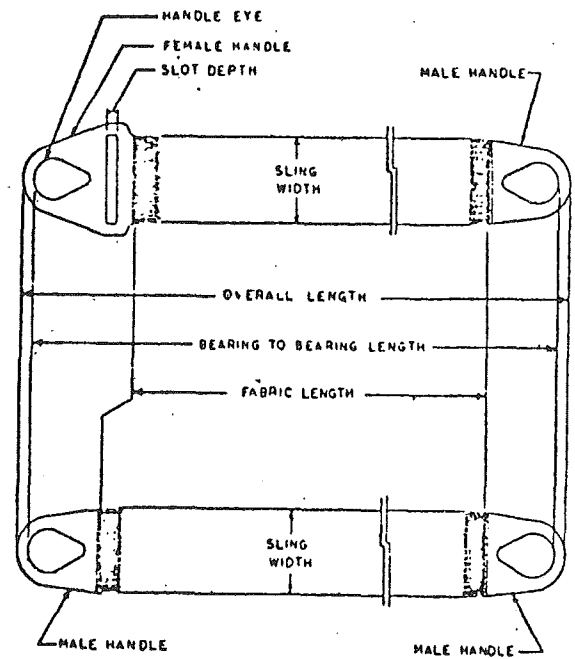 HANDLE EYE
FEMALE HANDLE
SLOT DEPTH
MALE HANDLE
SLING
WIDTH
OVERALL LENGTH
BEARING TO BEARING LENGTH
FABRIC LENGTH
SLING
WIDTH
MALE HANDLE
MALE HANDLE